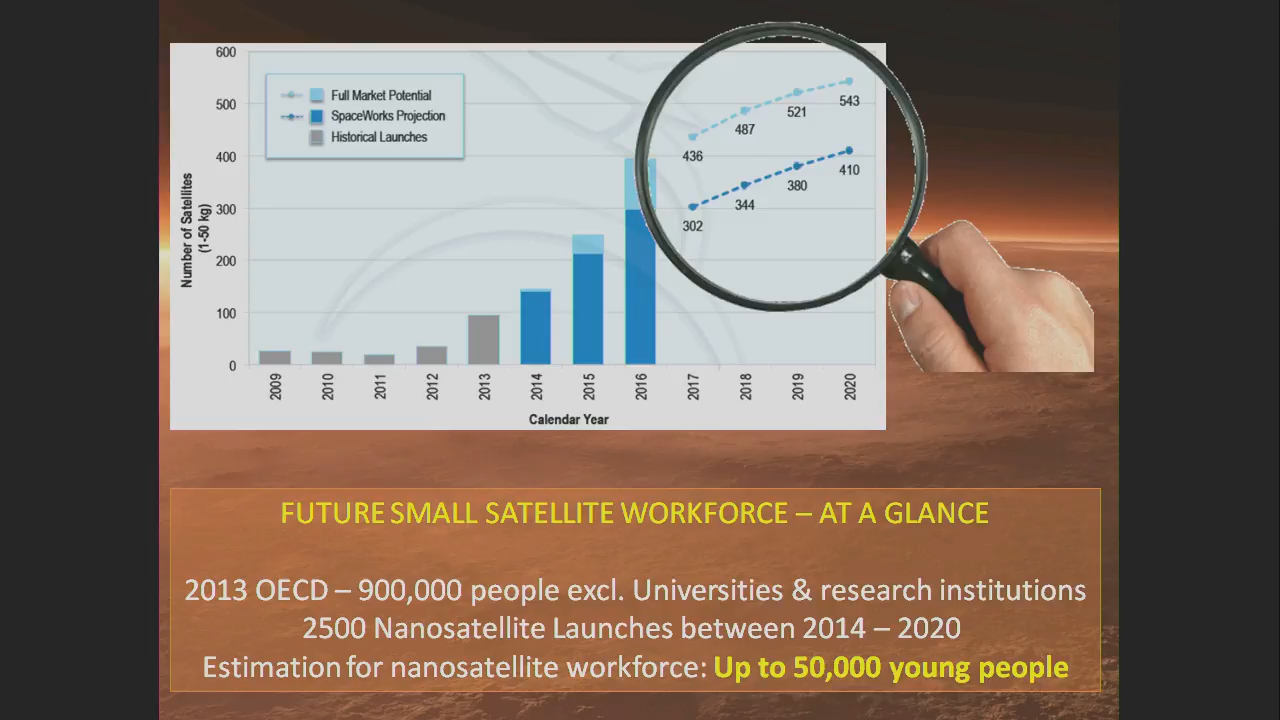 600
500
400
300
200
100
0
Number of Satellites
(1-50 kg)
Full Market Potential
SpaceWorks Projection
Historical Launches
436
487
521
543
302
344
380
410
2009
2010
2011
2012
2013
2014
2015
2016
2017
2018
2019
2020
Calendar Year
FUTURE SMALL SATELLITE WORKFORCE – AT A GLANCE
2013 OECD – 900,000 people excl. Universities & research institutions
2500 Nanosatellite Launches between 2014 – 2020
Estimation for nanosatellite workforce: Up to 50,000 young people